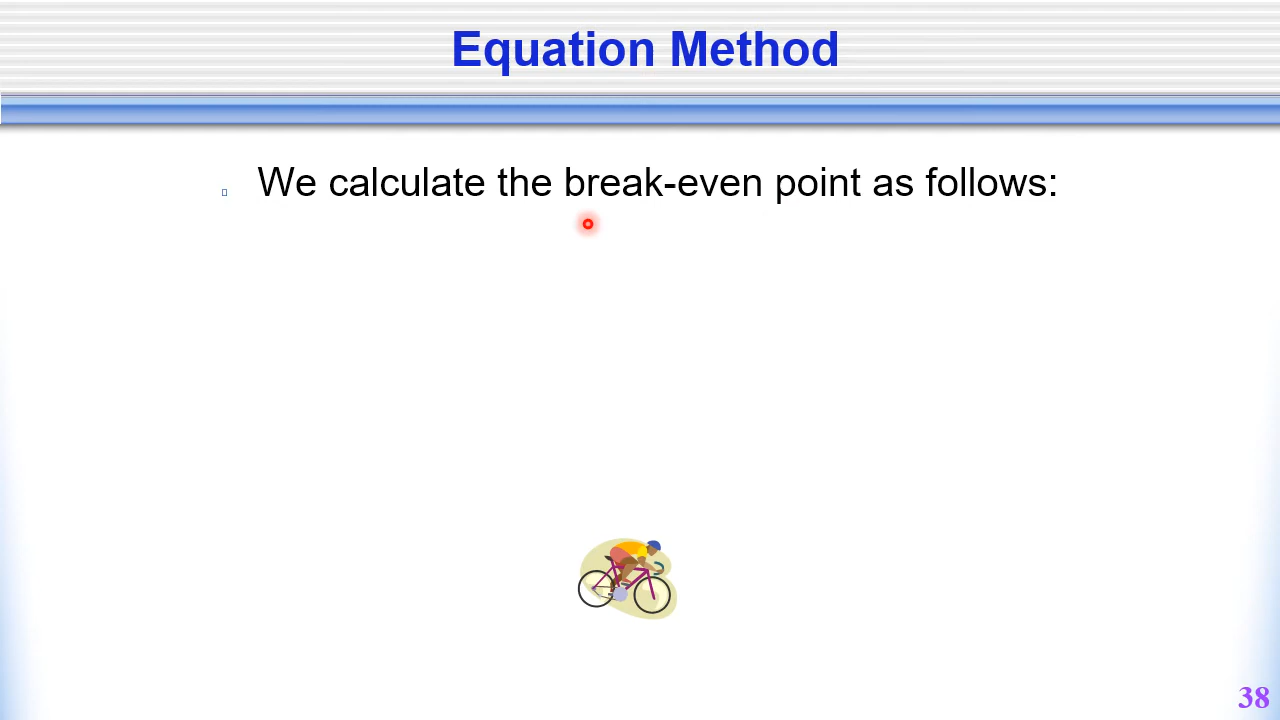 Equation Method
We calculate the break-even point as follows:
38